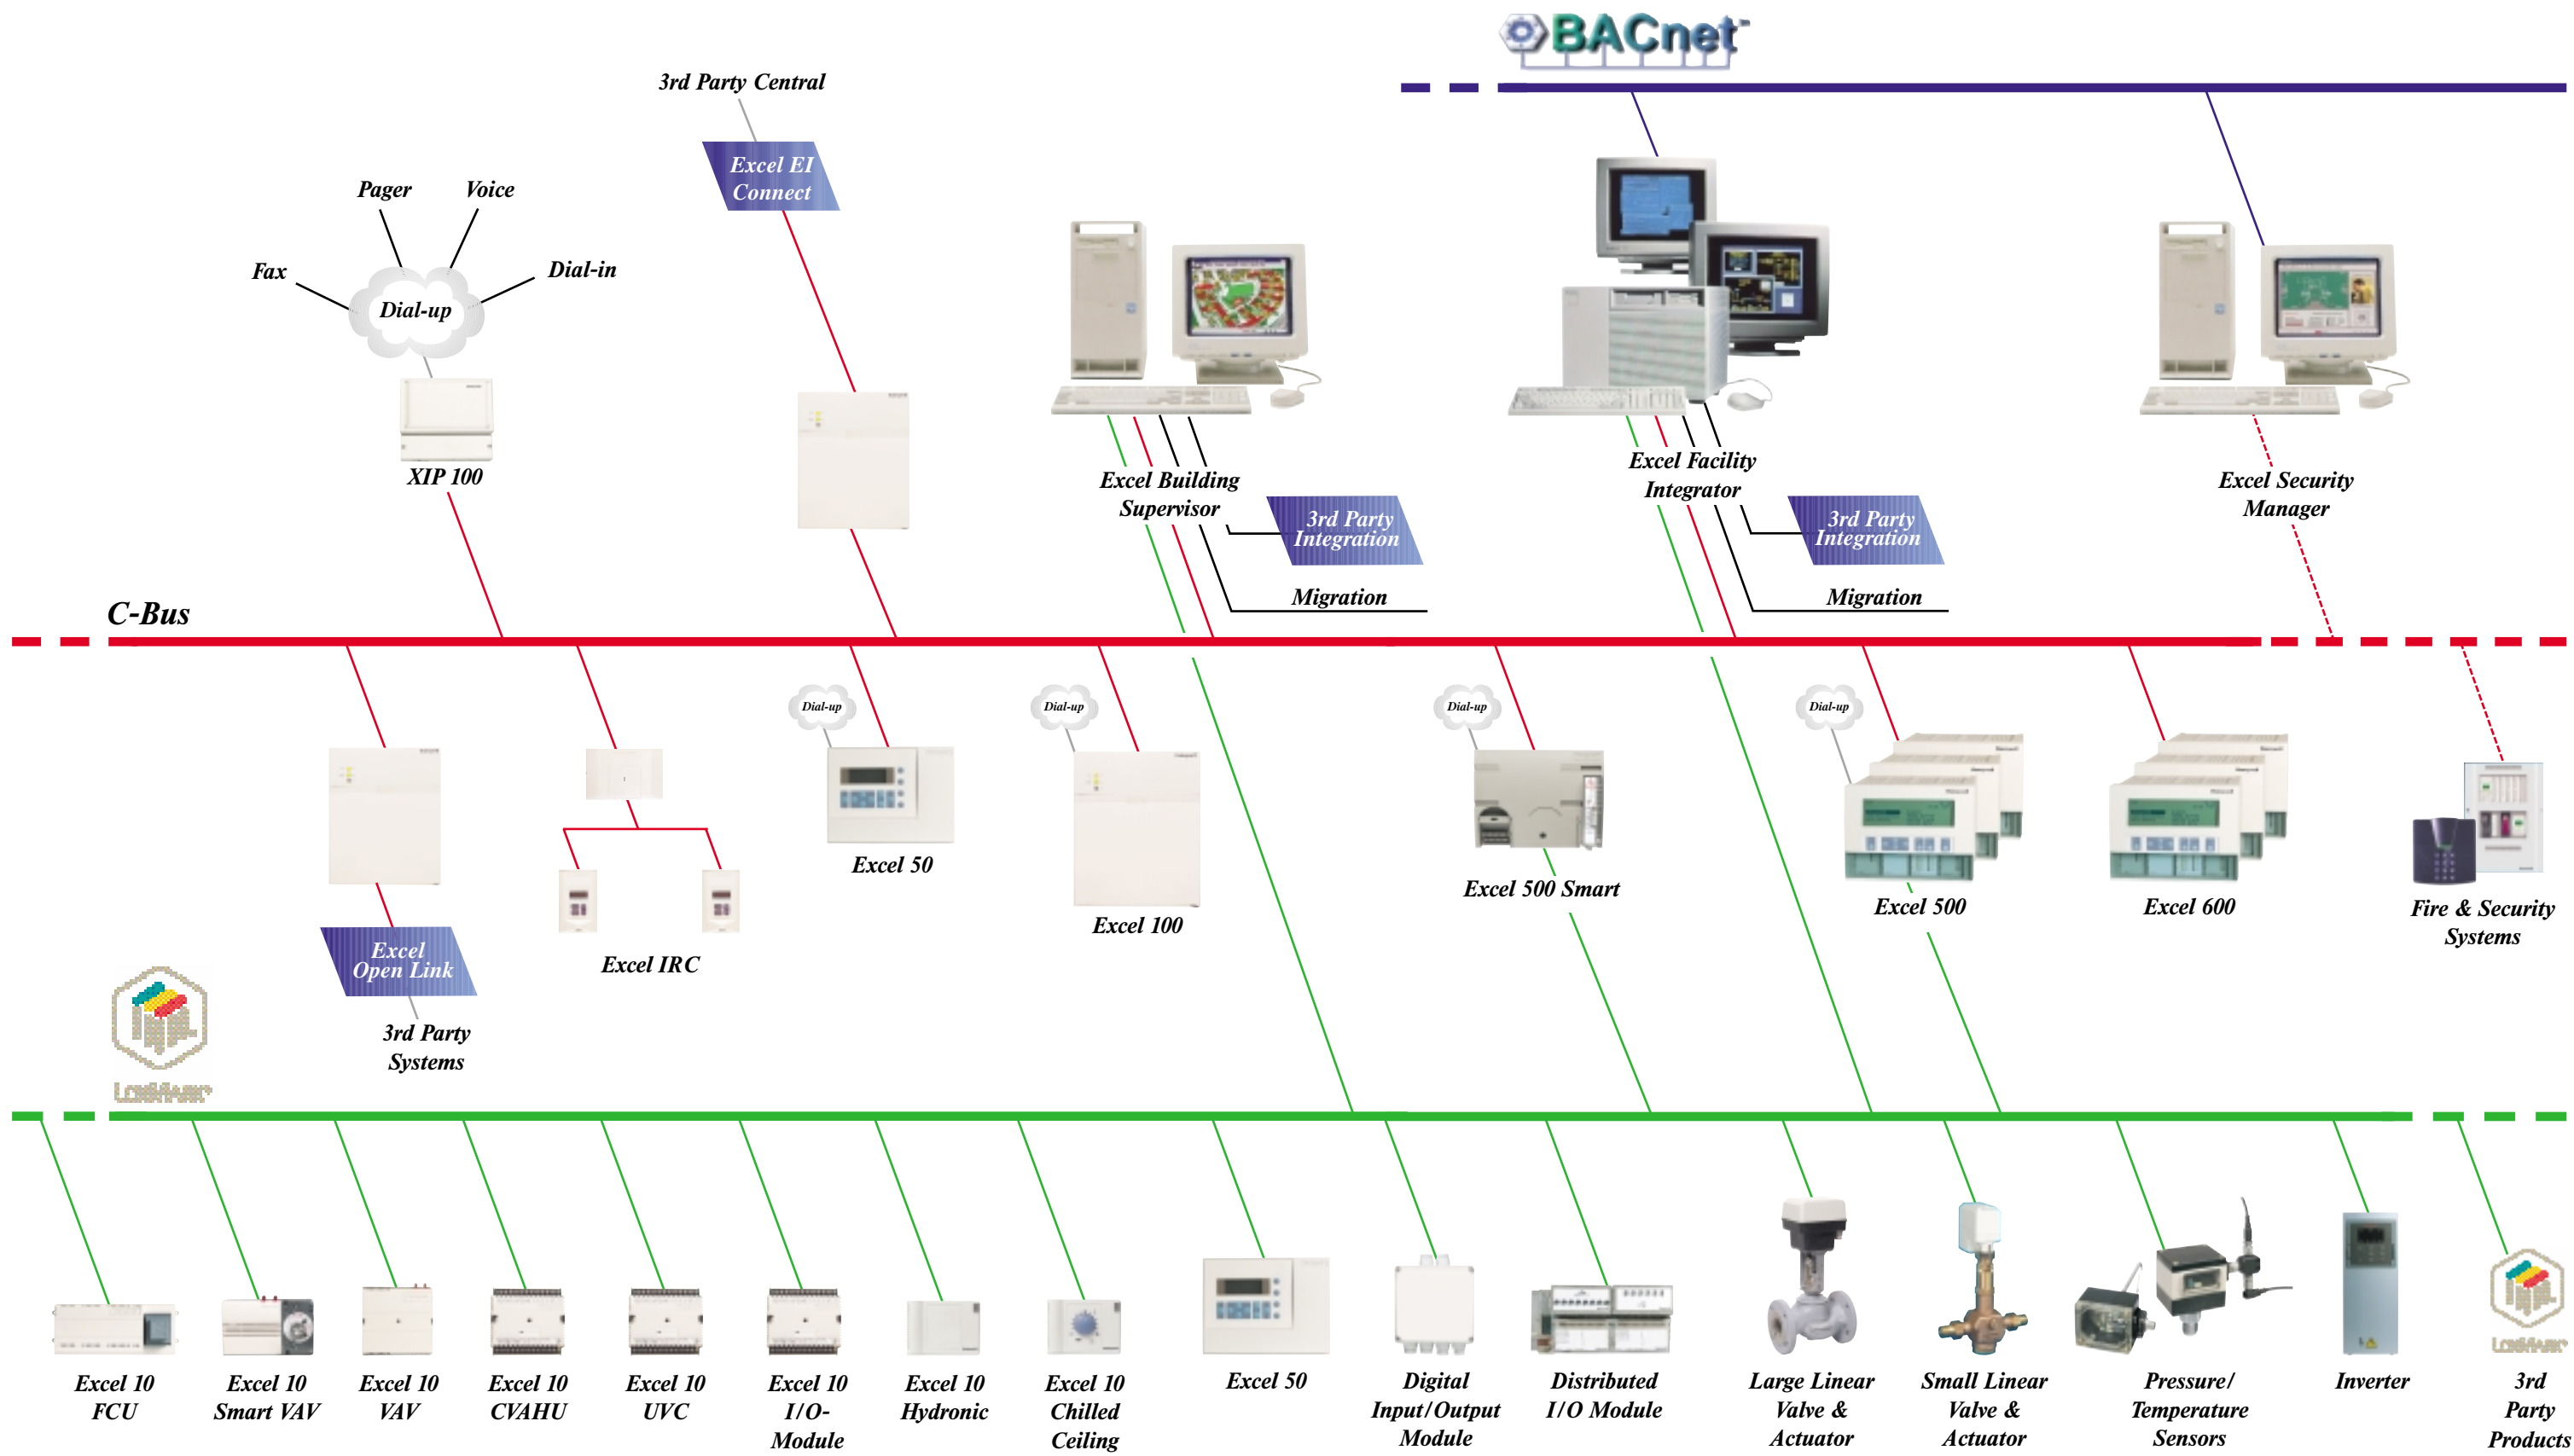 BACnet™
3rd Party Central
Excel EI
Connect
Pager
Voice
Fax
Dial-in
Dial-up
XIP 100
Excel Building
Supervisor
3rd Party
Integration
Migration
Excel Facility
Integrator
3rd Party
Integration
Migration
Excel Security
Manager
C-Bus
Dial-up
Dial-up
Dial-up
Dial-up
Excel 50
Excel 100
Excel 500 Smart
Excel 500
Excel 600
Fire & Security
Systems
Excel
Open Link
Excel IRC
3rd Party
Systems
LonMark
Excel 10
FCU
Excel 10
Smart VAV
Excel 10
VAV
Excel 10
CVAHU
Excel 10
UVC
Excel 10
I/O-
Module
Excel 10
Hydronic
Excel 10
Chilled
Ceiling
Excel 50
Digital
Input/Output
Module
Distributed
I/O Module
Large Linear
Valve &
Actuator
Small Linear
Valve &
Actuator
Pressure/
Temperature
Sensors
Inverter
LonMark
3rd
Party
Products